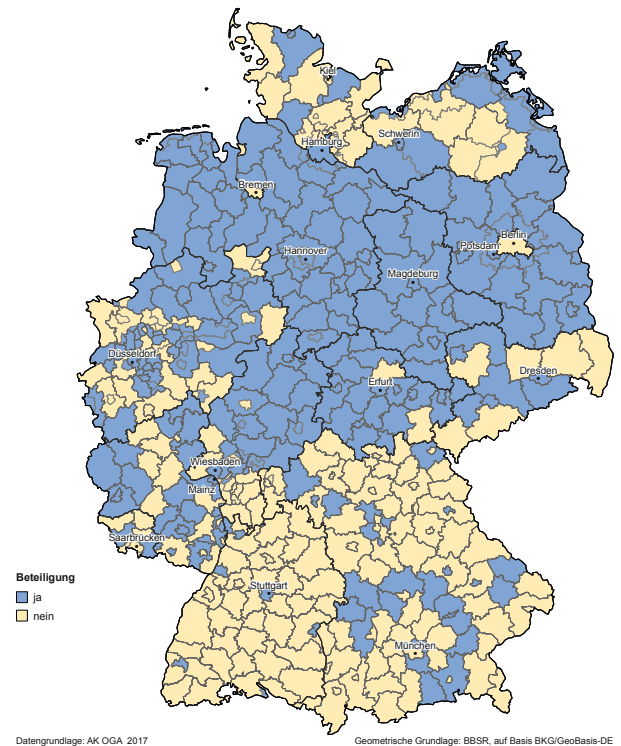 Kiel
Schwerin
Hamburg
Bremen
Berlin
Potsdam
Hannover
Magdeburg
Düsseldorf
Dresden
Erfurt
Wiesbaden
Mainz
Saarbrücken
Stuttgart
München
Beteiligung
ja
nein
Datengrundlage: AK OGA 2017
Geometrische Grundlage: BBSR, auf Basis BKG/GeoBasis-DE